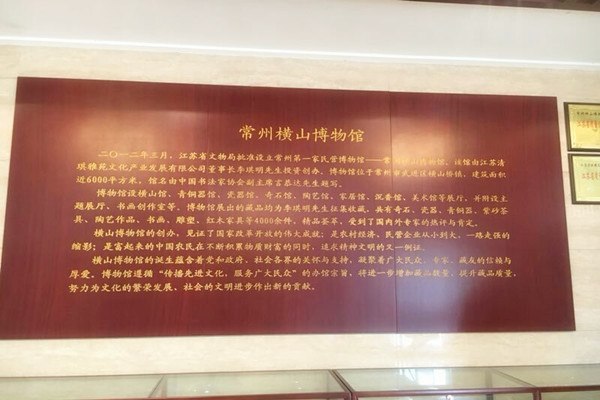 常州横山博物馆
二〇一二年三月，江苏省文物局批准设立常州第一家民营博物馆——常州横山博物馆。该馆由江苏清
琪雅苑文化产业发展有限公司董事长李琪明先生投资创办。博物馆位于常州市武进区横山桥镇，建筑面积
近6000平方米，馆名由中国书法家协会副主席言恭达先生题写。
博物馆设横山馆、青铜器馆、瓷器馆、奇石馆、陶艺馆、家居馆、沉香馆、美术馆等展厅，并附设主
题展厅、书画创作室等。博物馆展出的藏品均为李琪明先生征集收藏，共有奇石、瓷器、青铜器、紫砂茶
具、陶艺作品、书画、雕塑、红木家具等4000余件，精品荟萃，受到了国内外专家的热评与肯定。
横山博物馆的创办，见证了国家改革开放的伟大成就；是农村经济、民营企业从小到大，一路走强的
缩影；是富起来的中国农民在不断积累物质财富的同时，追求精神文明的又一例证。
横山博物馆的诞生蕴含着党和政府、社会各界的关怀与支持，凝聚着广大民众、专家、藏友的信赖与
厚爱。博物馆遵循“传播先进文化，服务广大民众”的办馆宗旨，将进一步增加藏品数量，提升藏品质量，
努力为文化的繁荣发展、社会的文明进步作出新的贡献。